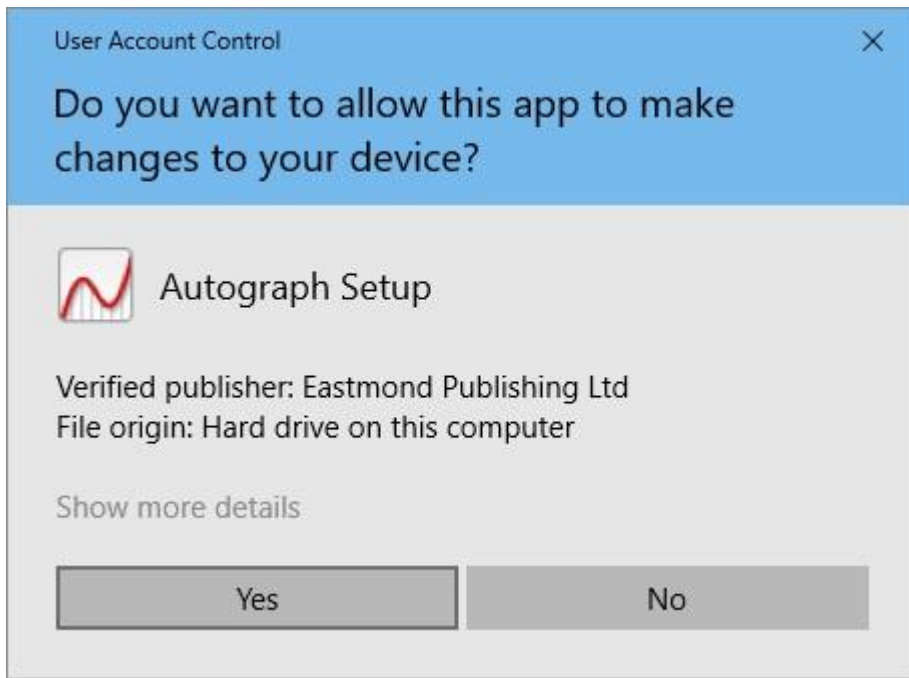 User Account Control
Do you want to allow this app to make
changes to your device?
Autograph Setup
Verified publisher: Eastmond Publishing Ltd
File origin: Hard drive on this computer
Show more details
Yes
No